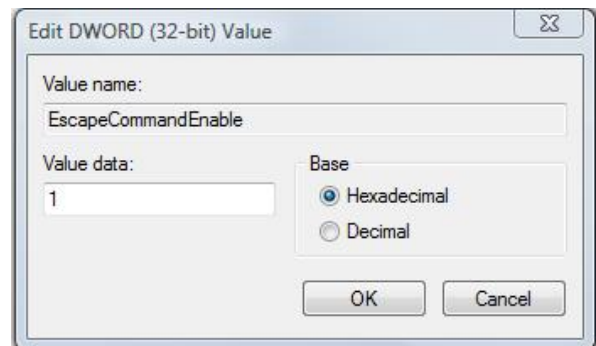 Edit DWORD (32-bit) Value
Value name:
EscapeCommandEnable
Value data:
1
Base
Hexadecimal
Decimal
OK
Cancel